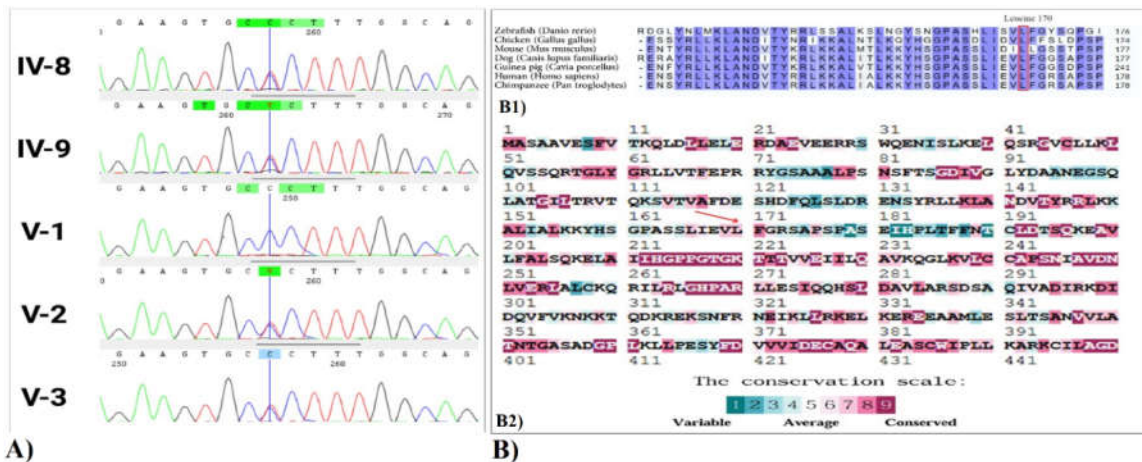 G A A G T G C C C T T G G C A G
260
IV-8
G A A G T G C T C T T G G C A G
260 270
IV-9
G A A G T G C C C T T G G C A G
250
V-1
260
V-2
G A A G T G C C T T T G G C A G
250 260
V-3
A)
Leucine 170
Zebrafish (Danio rerio) 176
Chicken (Gallus gallus) 174
Mouse (Mus musculus) 177
Dog (Canis lupus familiaris) 177
Guinea pig (Cavia porcellus) 241
Human (Homo sapiens) ENSYRLLKLANDVTYRRLKKALIALKKYHSGPASSLIEVLFGRSAPSP 178
Chimpanzee (Pan troglodytes) ENSYRLLKLANDVTYRRLKKALIALKKYHSGPASSLIEVLFGRSAPSP 178
B1)
1 11 21 31 41
MASAAVESFV TKQLDLLELE RDAEVEERRS WQENISLKEL QSRGVCLLKL
51 61 71 81 91
QVSSQRTGLY GRLLVTFEPR RYGSAAALPS NSFTSGDIVG LYDAANEGSQ
101 111 121 131 141
LATGILTRVT QKSVTVAFDE SHDFQLSLDR ENSYRLLKLA NDVTYRRLKK
151 161 171 181 191
ALIALKKYHS GPASSLIEVL FGRSAPSPAS EIHPLTFFNT CLDTSQKEAV
201 211 221 231 241
LFALSQKELA IIHGPPGTGK TTTVVEIILQ AVKQGLKVLC CAPSNIAVDN
251 261 271 281 291
LVERLALCKQ RILRLGHPAR LLESIQQHSL DAVLARSDSA QIVADIRKDI
301 311 321 331 341
DQVFVKNKKT QDKREKSNFR NEIKLLRKEL KEREEAAMLE SLTSANVVLA
351 361 371 381 391
TNTGASADGP LKLLPESYFD VVVIDECAQA LEASCWIPLL KARKCILAGD
401 411 421 431 441
The conservation scale:
1 2 3 4 5 6 7 8 9
Variable Average Conserved
B2)
B)